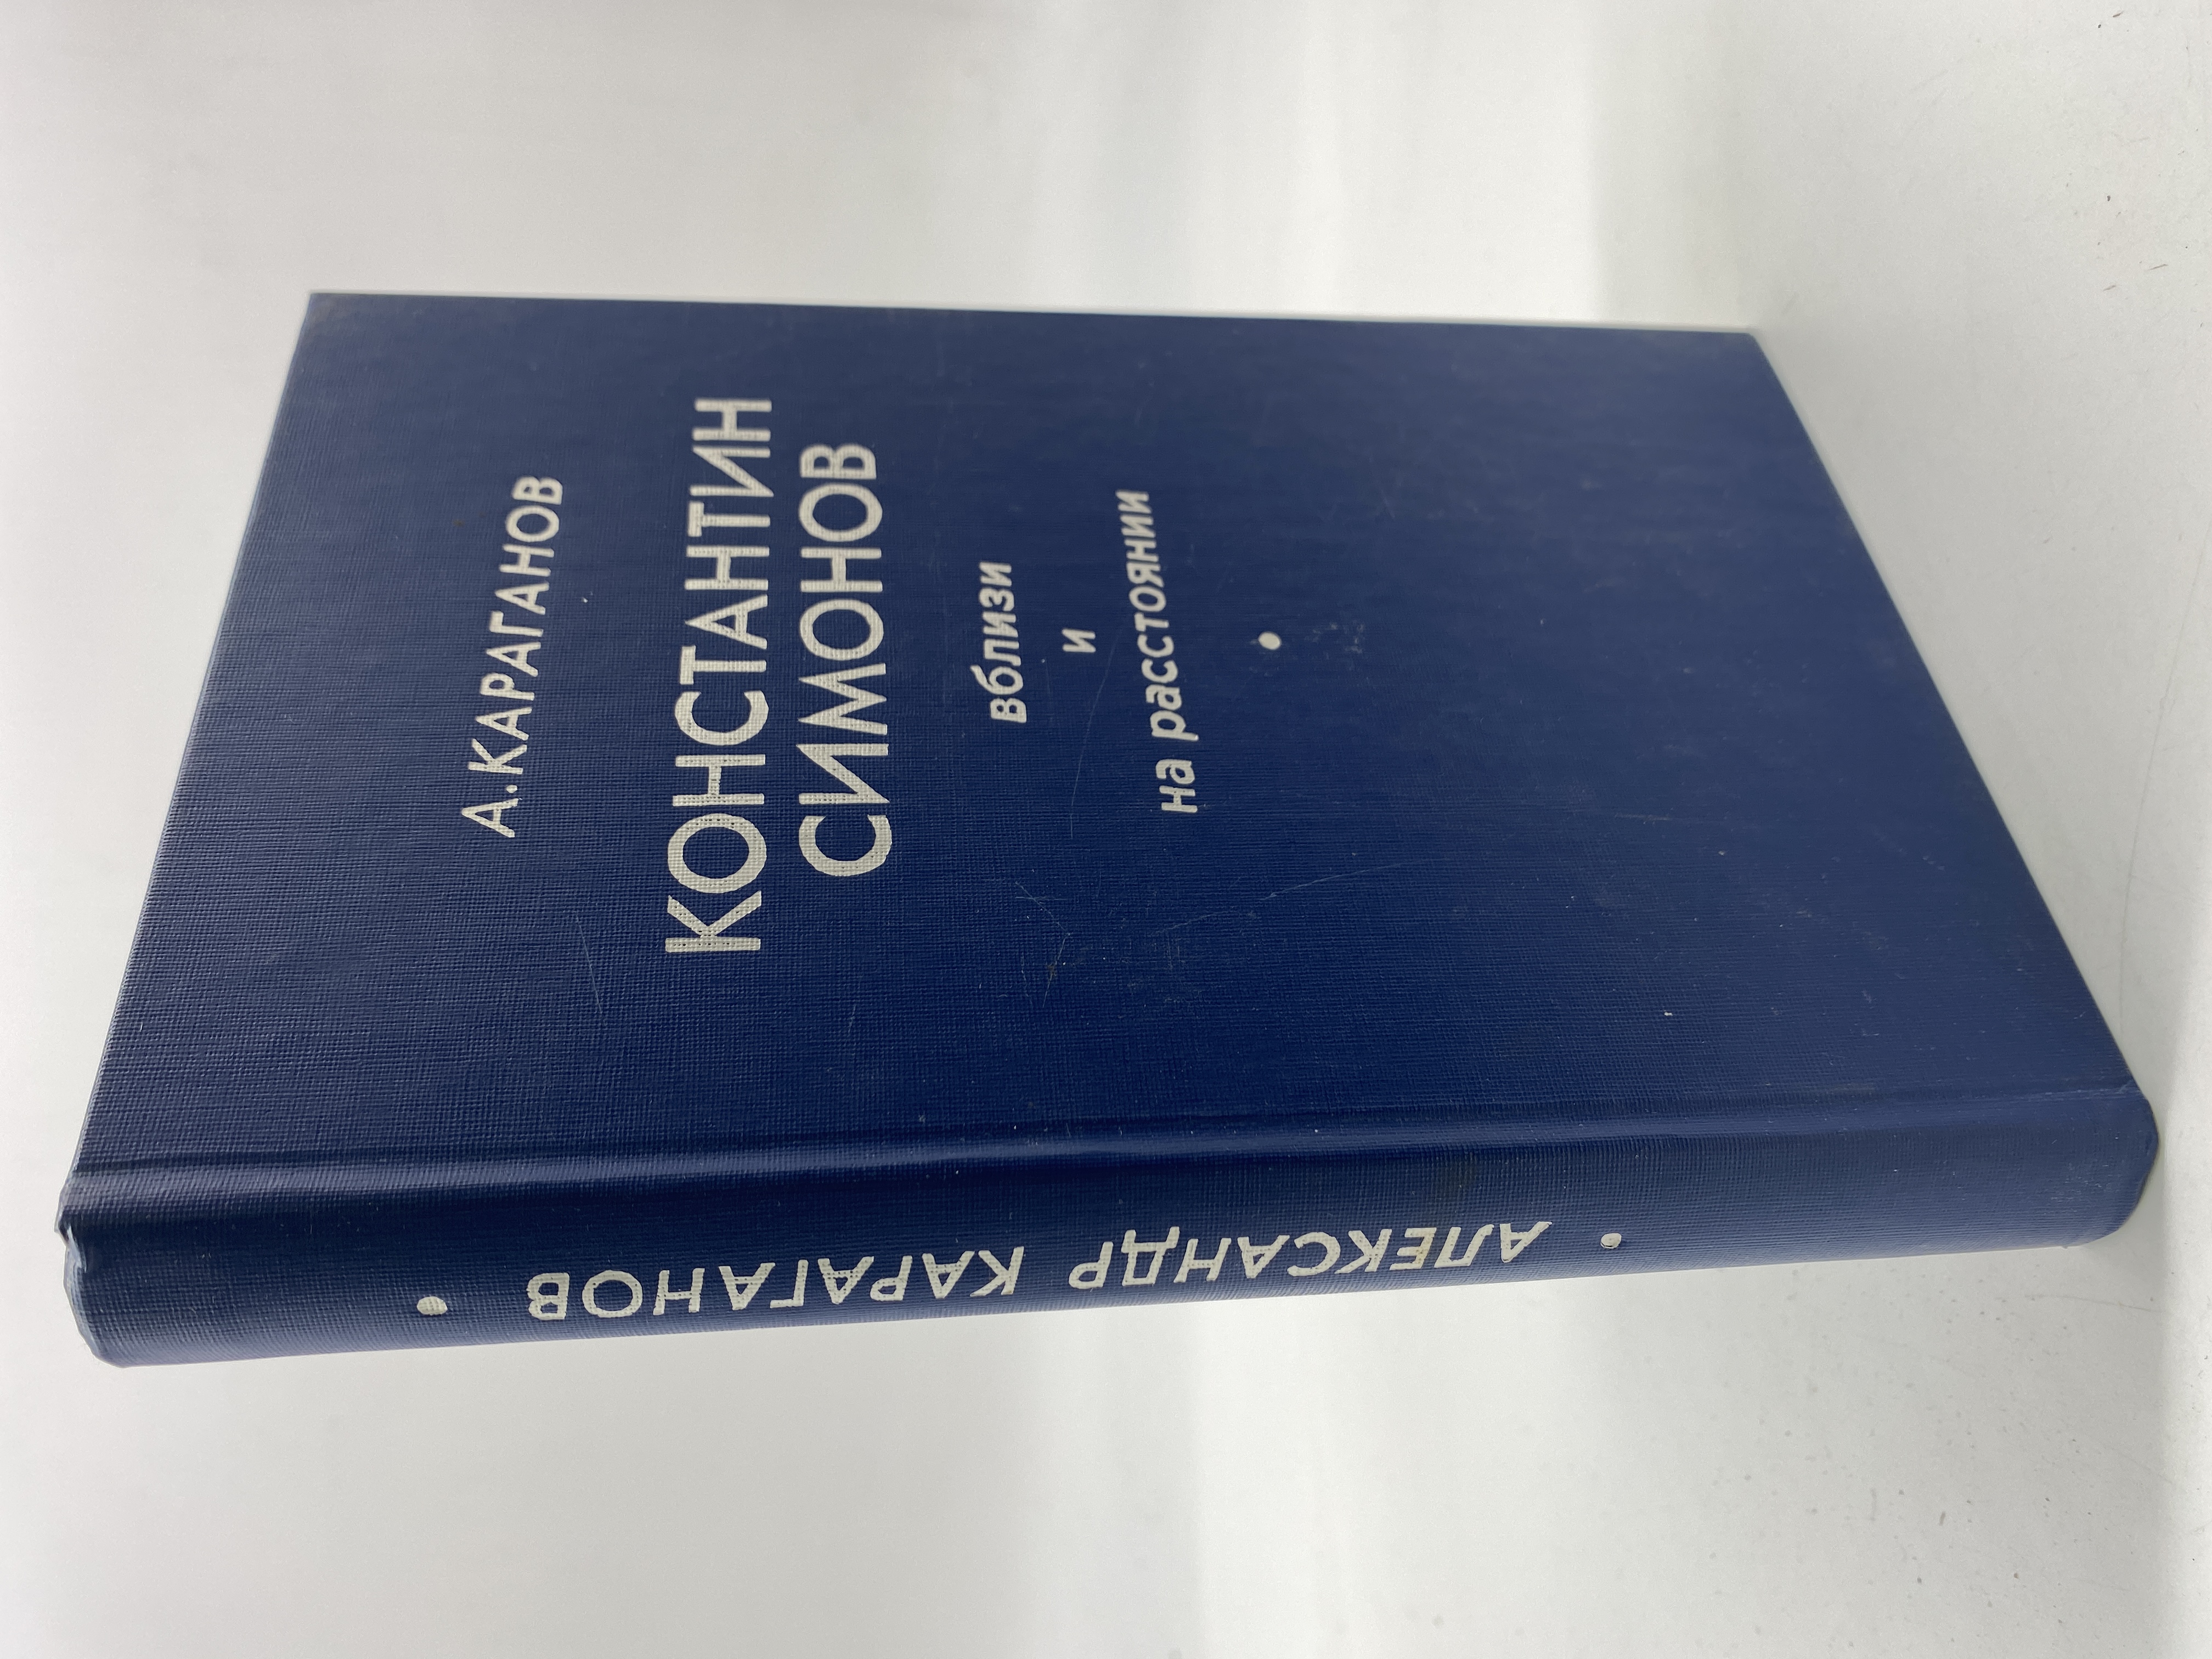 А.КАРАГАНОВ
КОНСТАНТИН
СИМОНОВ
вблизи
и
на расстоянии
•
• АЛЕКСАНДР КАРАГАНОВ •